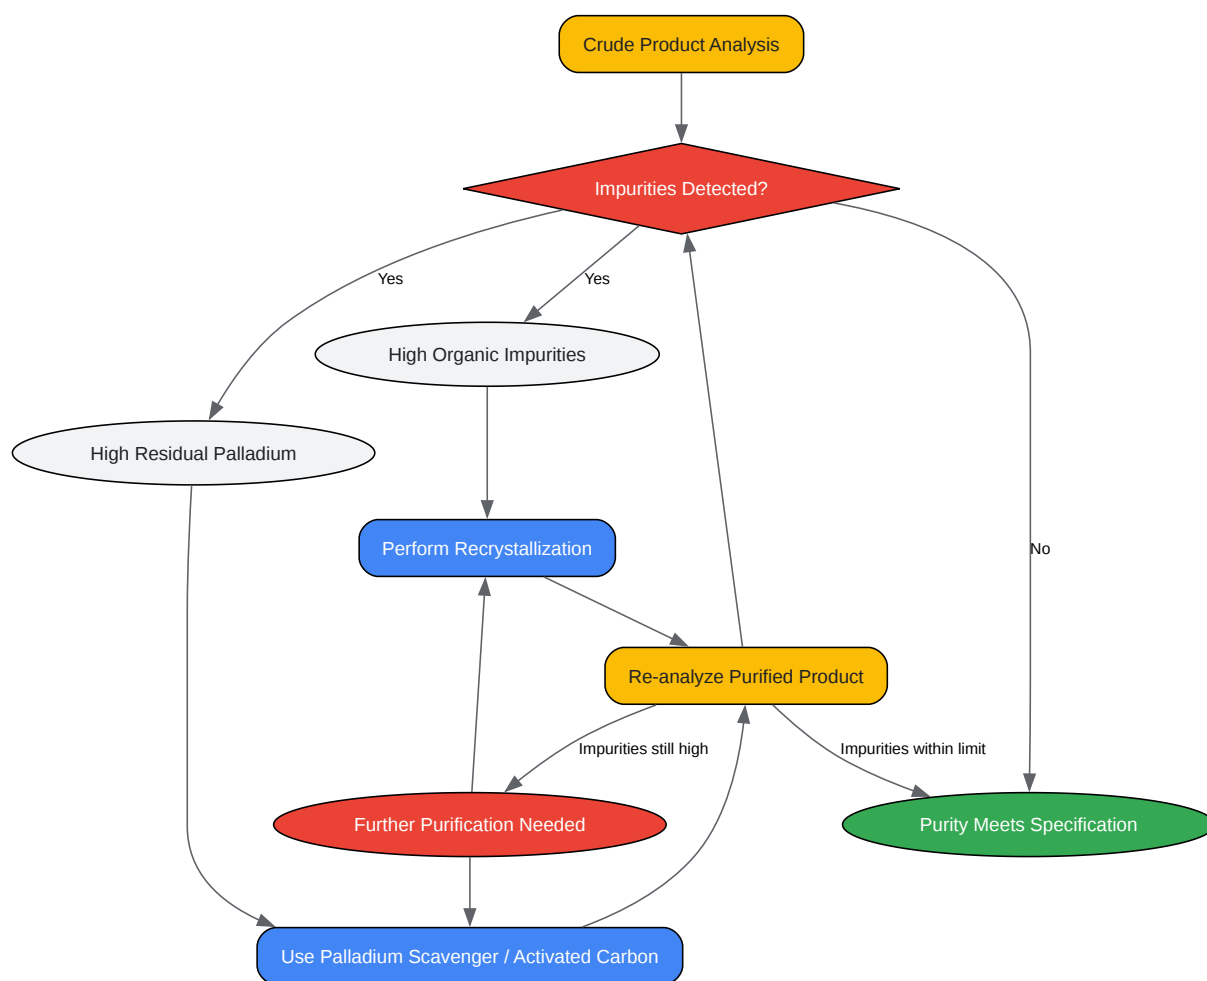 Crude Product Analysis
Impurities Detected?
Yes
Yes
High Organic Impurities
High Residual Palladium
Perform Recrystallization
No
Re-analyze Purified Product
Impurities still high
Impurities within limit
Further Purification Needed
Purity Meets Specification
Use Palladium Scavenger / Activated Carbon